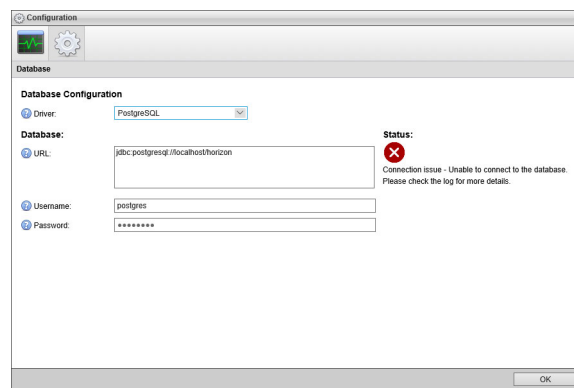 Configuration
Database
Database Configuration
Driver: PostgreSQL
Database:
Status:
URL: jdbc:postgresql://localhost/horizon
Connection issue - Unable to connect to the database.
Please check the log for more details.
Username: postgres
Password: ●●●●●●●●
OK